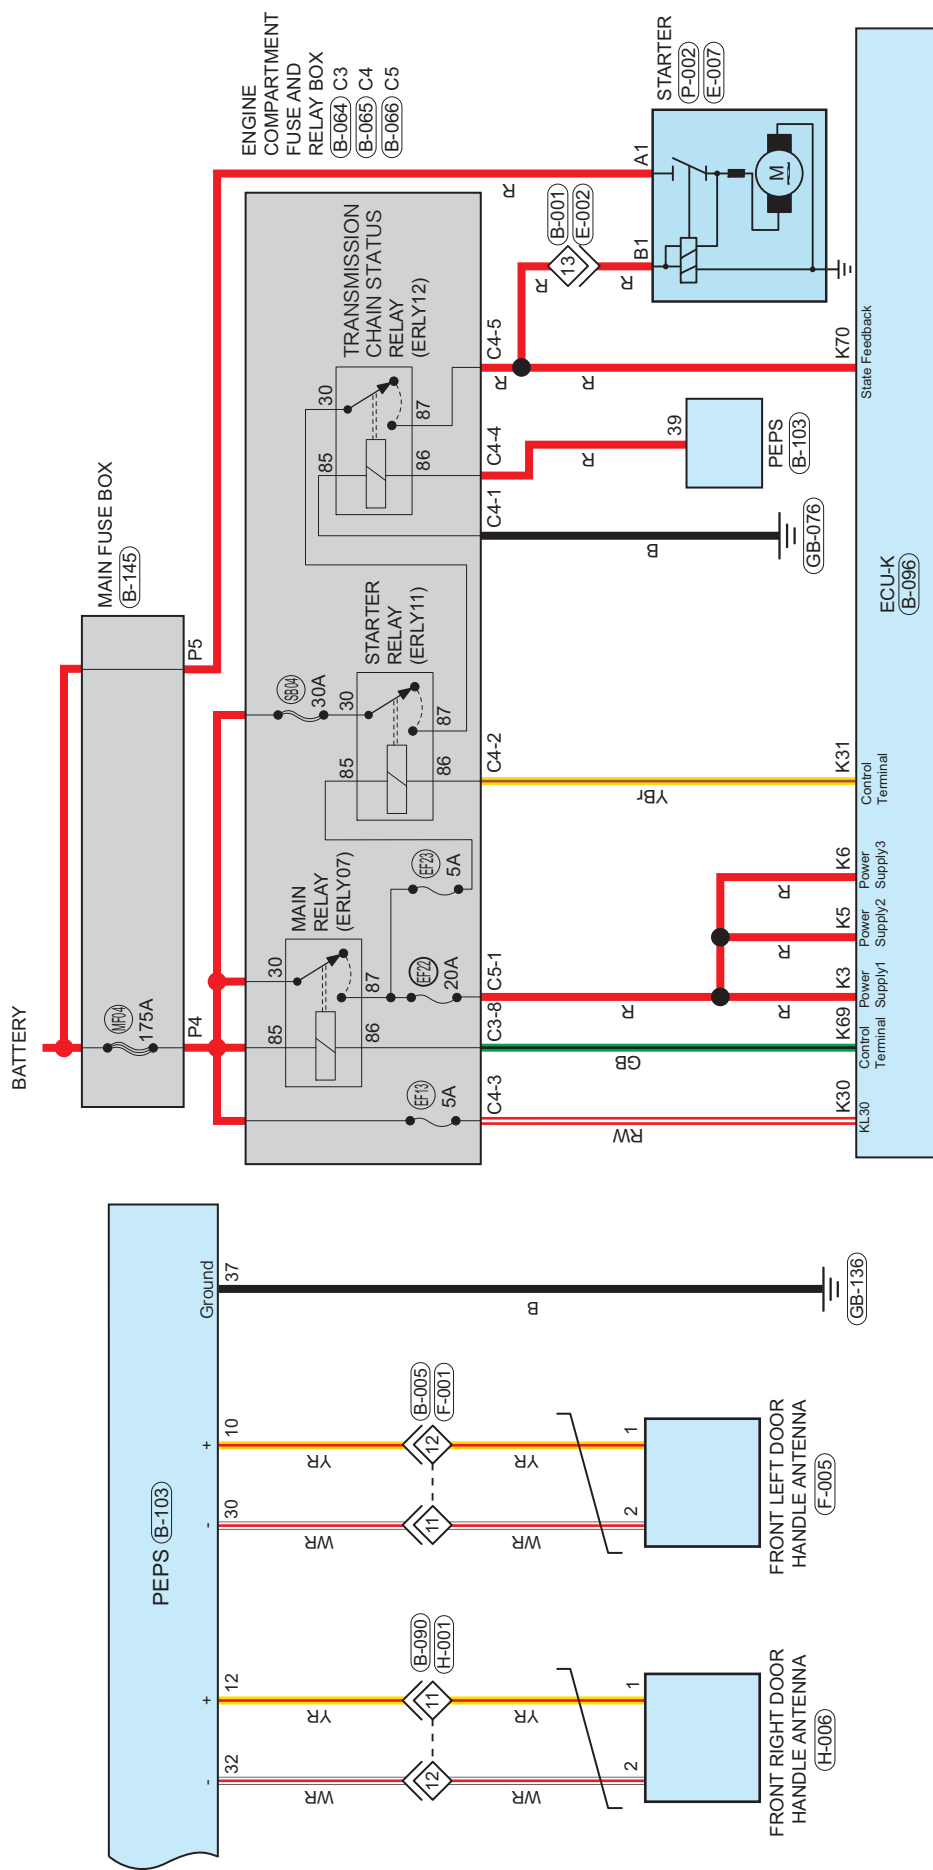 BATTERY
MAIN FUSE BOX
B-145
MF04
175A
P4
P5
ENGINE
COMPARTMENT
FUSE AND
RELAY BOX
B-064 C3
B-065 C4
B-066 C5
MAIN
RELAY
(ERLY07)
85
30
86
87
EF13
5A
EF22
20A
EF23
5A
STARTER
RELAY
(ERLY11)
SB04
30A
85
30
86
87
TRANSMISSION
CHAIN STATUS
RELAY
(ERLY12)
85
30
86
87
C4-3
C3-8
C5-1
C4-2
C4-1
C4-4
C4-5
RW
GB
R
R
R
R
YBr
B
GB-076
R
39
PEPS
B-103
R
R
R
R
R
B-001
E-002
13
B1
A1
STARTER
P-002
E-007
M
K30
K69
K3
K5
K6
K31
K70
KL30
Control
Terminal
Power
Supply1
Power
Supply2
Power
Supply3
Control
Terminal
State Feedback
ECU-K
B-096
PEPS B-103
-
+
-
+
Ground
32
12
30
10
37
WR
YR
WR
YR
B
GB-136
B-090
H-001
12
11
B-005
F-001
11
12
WR
YR
WR
YR
2
1
2
1
FRONT RIGHT DOOR
HANDLE ANTENNA
H-006
FRONT LEFT DOOR
HANDLE ANTENNA
F-005